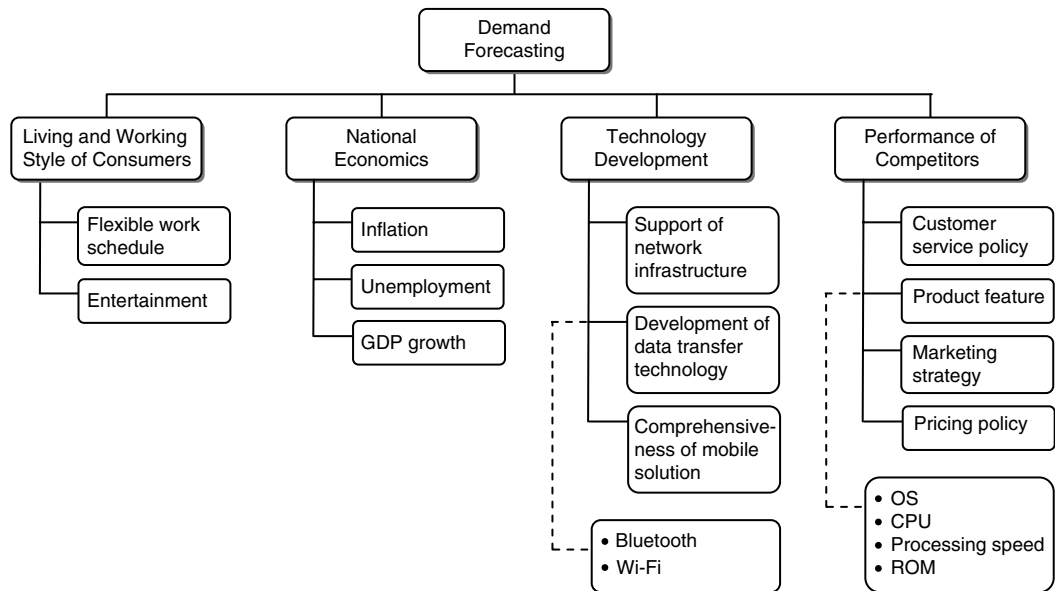 Demand
Forecasting
Living and Working
Style of Consumers
Flexible work
schedule
Entertainment
National
Economics
Inflation
Unemployment
GDP growth
Technology
Development
Support of
network
infrastructure
Development of
data transfer
technology
Comprehensive-
ness of mobile
solution
• Bluetooth
• Wi-Fi
Performance of
Competitors
Customer
service policy
Product feature
Marketing
strategy
Pricing policy
• OS
• CPU
• Processing speed
• ROM